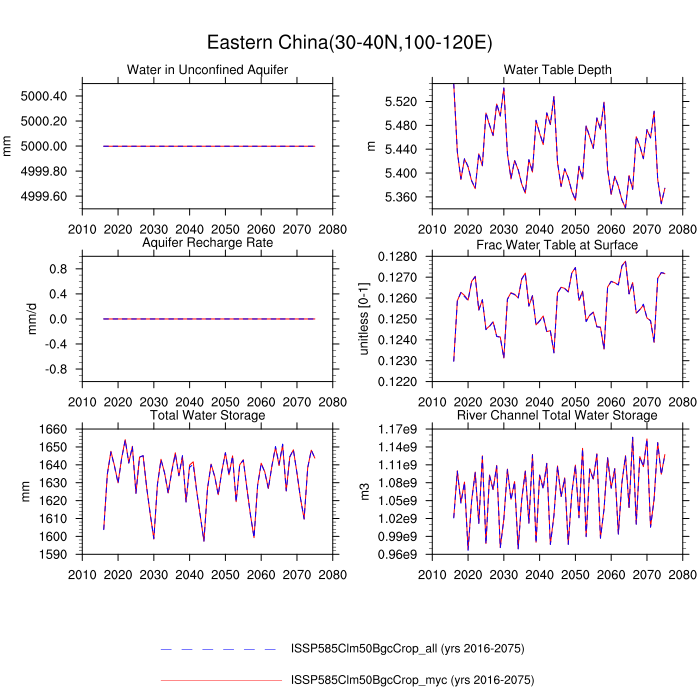 Eastern China(30-40N,100-120E)
Water in Unconfined Aquifer
5000.40
5000.20
5000.00
4999.80
4999.60
mm
2010 2020 2030 2040 2050 2060 2070 2080
Water Table Depth
5.520
5.480
5.440
5.400
5.360
m
2010 2020 2030 2040 2050 2060 2070 2080
Aquifer Recharge Rate
0.8
0.4
0.0
-0.4
-0.8
mm/d
2010 2020 2030 2040 2050 2060 2070 2080
Frac Water Table at Surface
0.1280
0.1270
0.1260
0.1250
0.1240
0.1230
0.1220
unitless [0-1]
2010 2020 2030 2040 2050 2060 2070 2080
Total Water Storage
1660
1650
1640
1630
1620
1610
1600
1590
mm
2010 2020 2030 2040 2050 2060 2070 2080
River Channel Total Water Storage
1.17e9
1.14e9
1.11e9
1.08e9
1.05e9
1.02e9
0.99e9
0.96e9
m3
2010 2020 2030 2040 2050 2060 2070 2080
ISSP585Clm50BgcCrop_all (yrs 2016-2075)
ISSP585Clm50BgcCrop_myc (yrs 2016-2075)